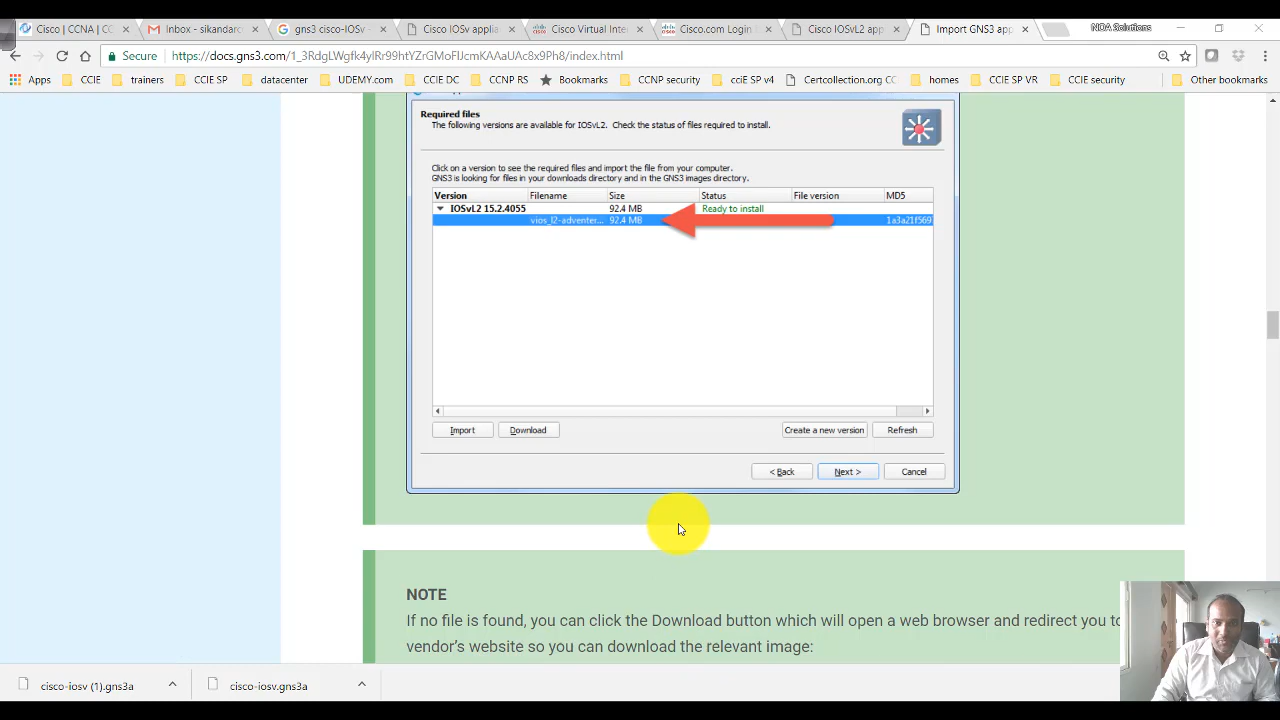 Cisco | CCNA | CC
Inbox - sikandar
gns3 cisco-IOSv
Cisco IOSv applia
Cisco Virtual Inter
Cisco.com Login
Cisco IOSvL2 app
Import GNS3 app
NOA Solutions
Secure
https://docs.gns3.com/
Apps
CCIE
trainers
CCIE SP
datacenter
UDEMY.com
CCIE DC
CCNP RS
Bookmarks
CCNP security
cciE SP v4
Certcollection.org CC
homes
CCIE SP VR
CCIE security
Other bookmarks
Required files
The following versions are available for IOSvL2. Check the status of files required to install.
Click on a version to see the required files and import the file from your computer.
GNS3 is looking for files in your downloads directory and in the GNS3 images directory.
Version Filename Size Status File version MD5
IOSvL2 15.2.4055 92.4 MB Ready to install
vios_l2-adventer... 92.4 MB 1a3a21f569
Import Download Create a new version Refresh
< Back Next > Cancel
NOTE
If no file is found, you can click the Download button which will open a web browser and redirect you to
vendor's website so you can download the relevant image:
cisco-iosv (1).gns3a
cisco-iosv.gns3a